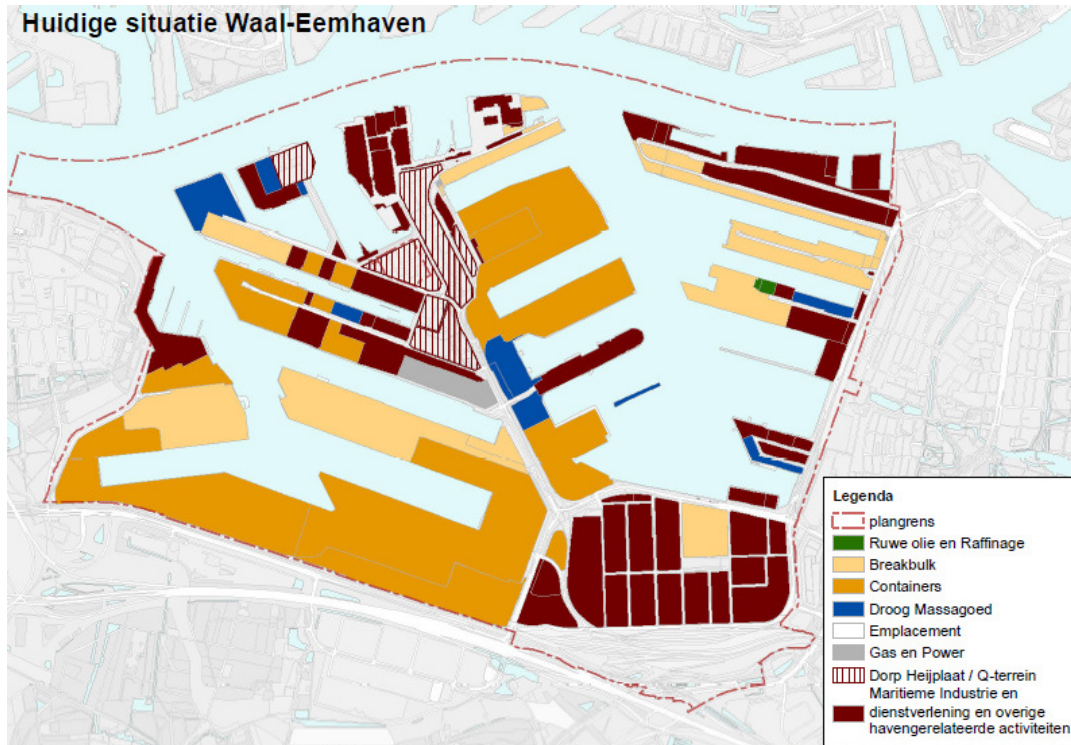 Huidige situatie Waal-Eemhaven
Legenda
plangrens
Ruwe olie en Raffinage
Breakbulk
Containers
Droog Massagoed
Emplacement
Gas en Power
Dorp Heijplaat / Q-terrein
Maritieme Industrie en
dienstverlening en overige
havengerelateerde activiteiten